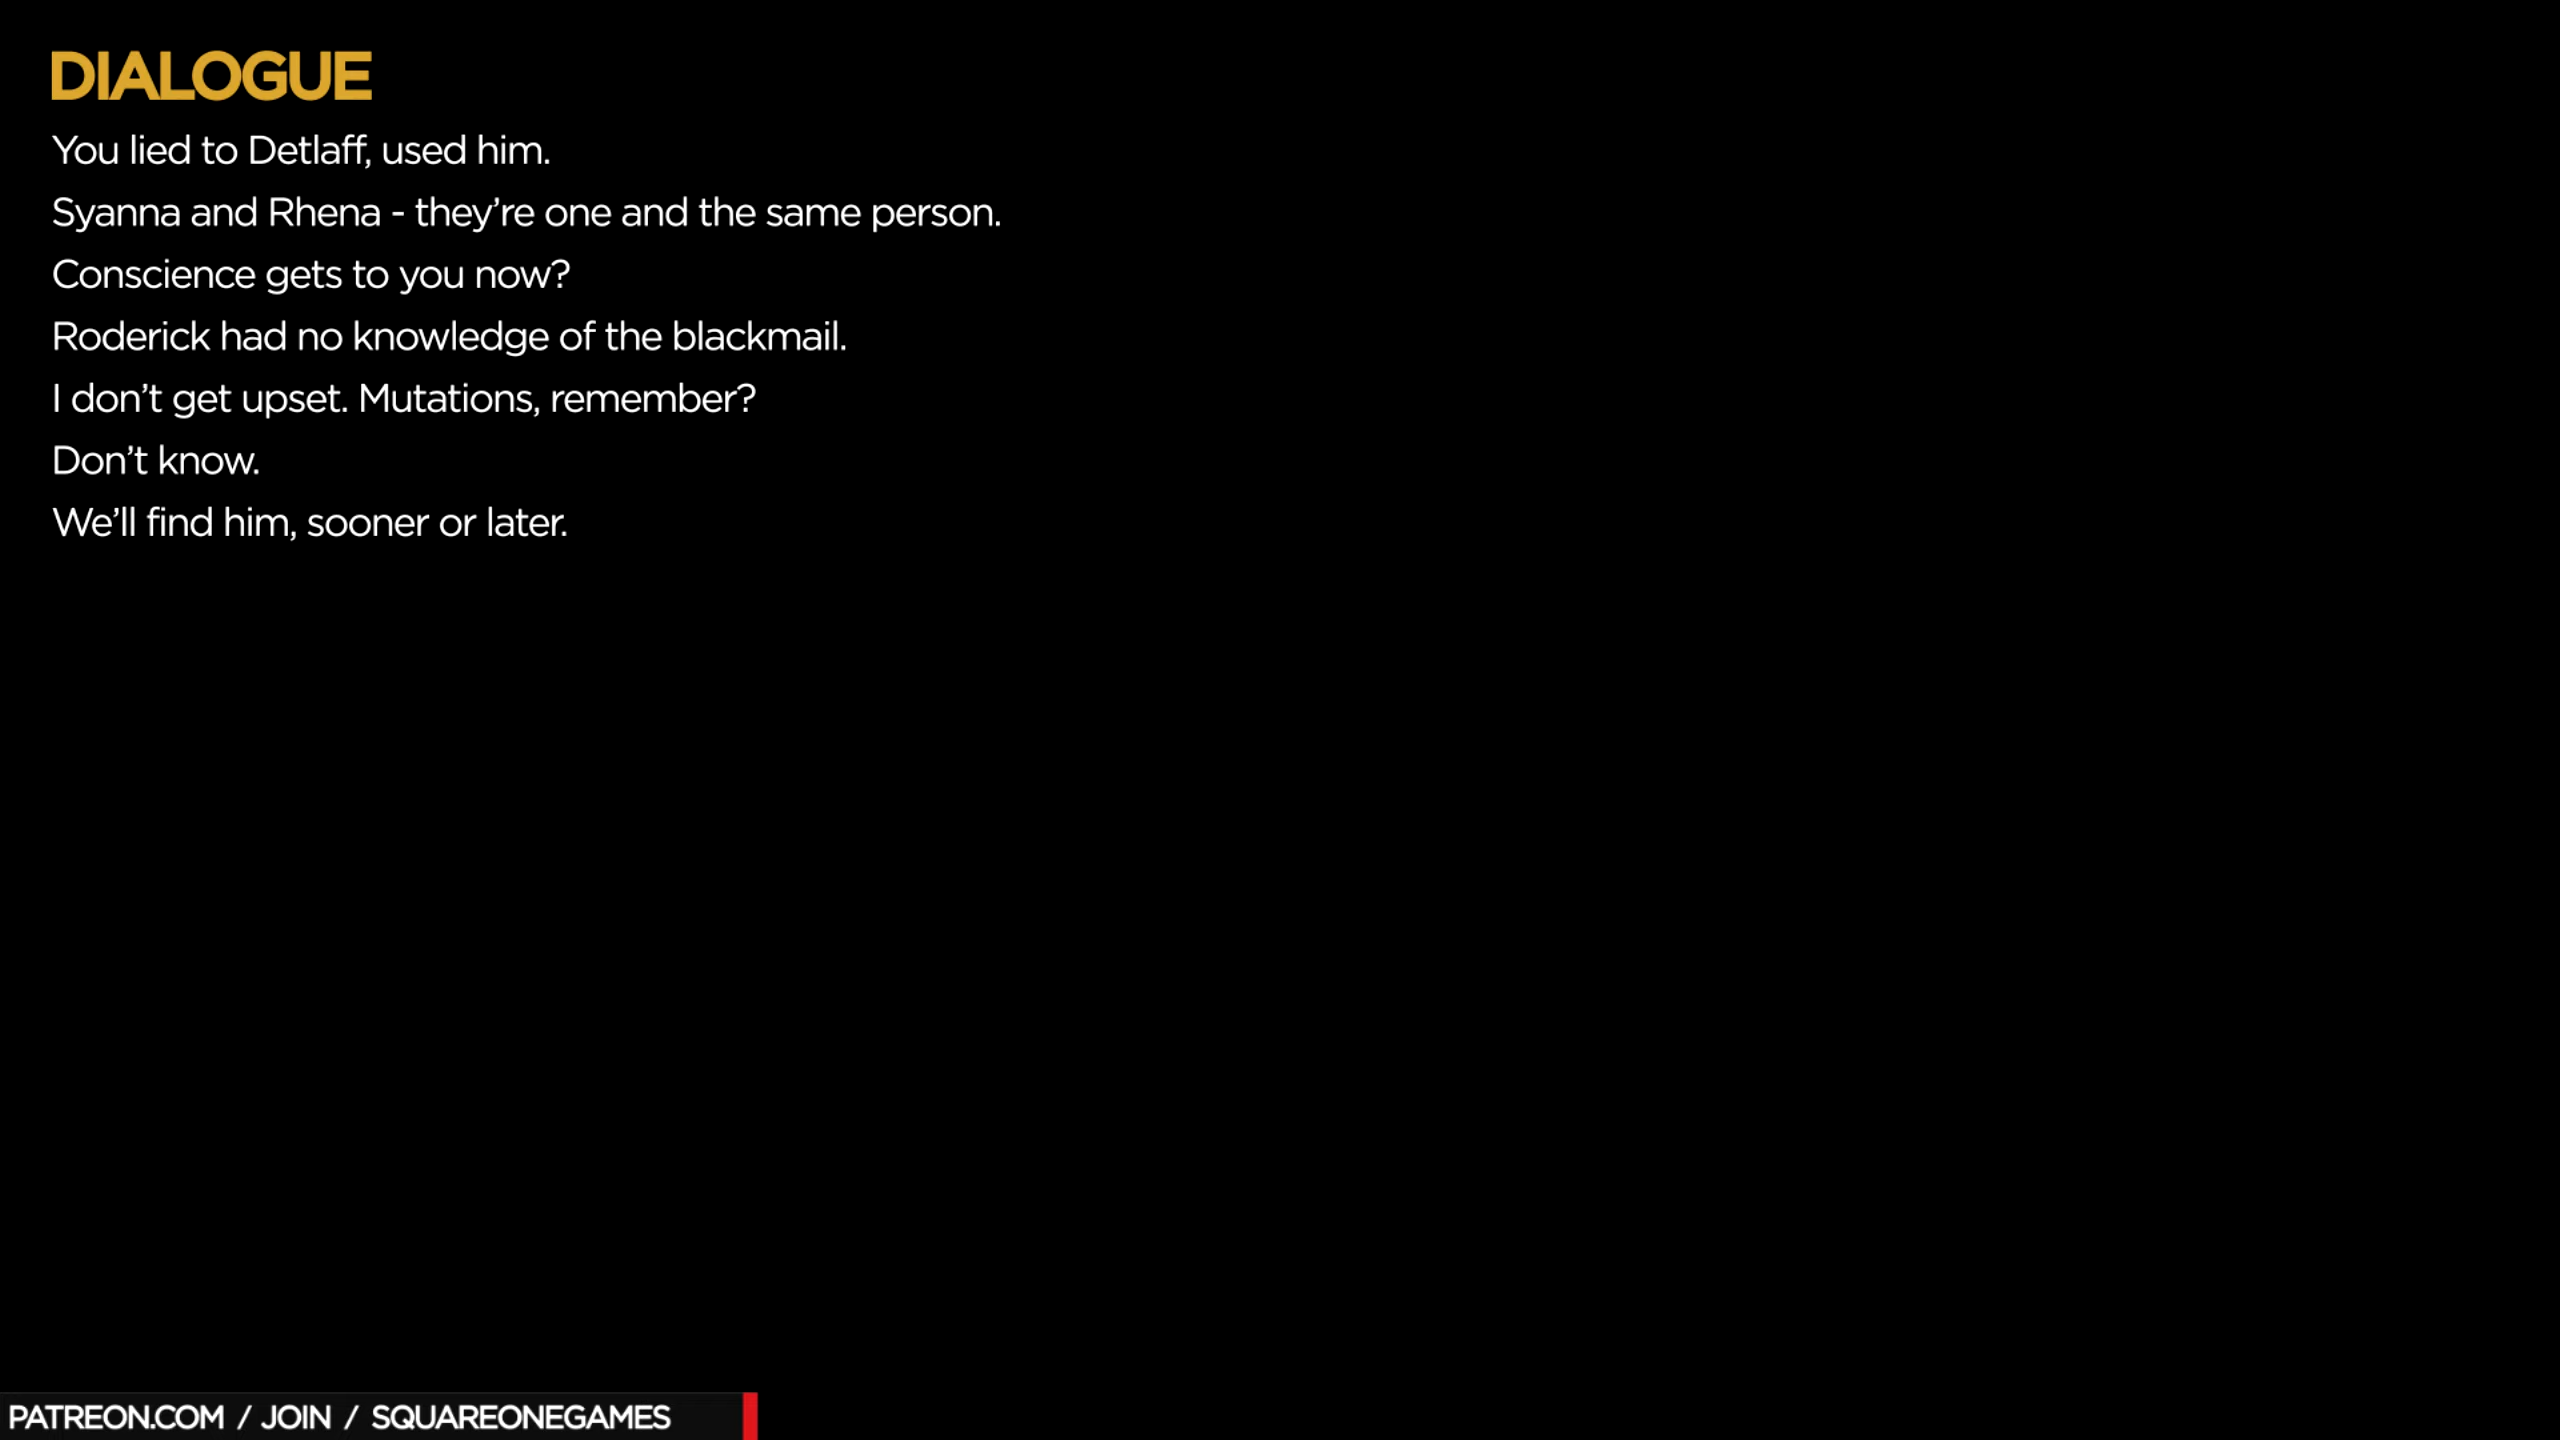 DIALOGUE
You lied to Detlaff, used him.
Syanna and Rhena - they’re one and the same person.
Conscience gets to you now?
Roderick had no knowledge of the blackmail.
I don’t get upset. Mutations, remember?
Don’t know.
We’ll find him, sooner or later.
PATREON.COM / JOIN / SQUAREONEGAMES